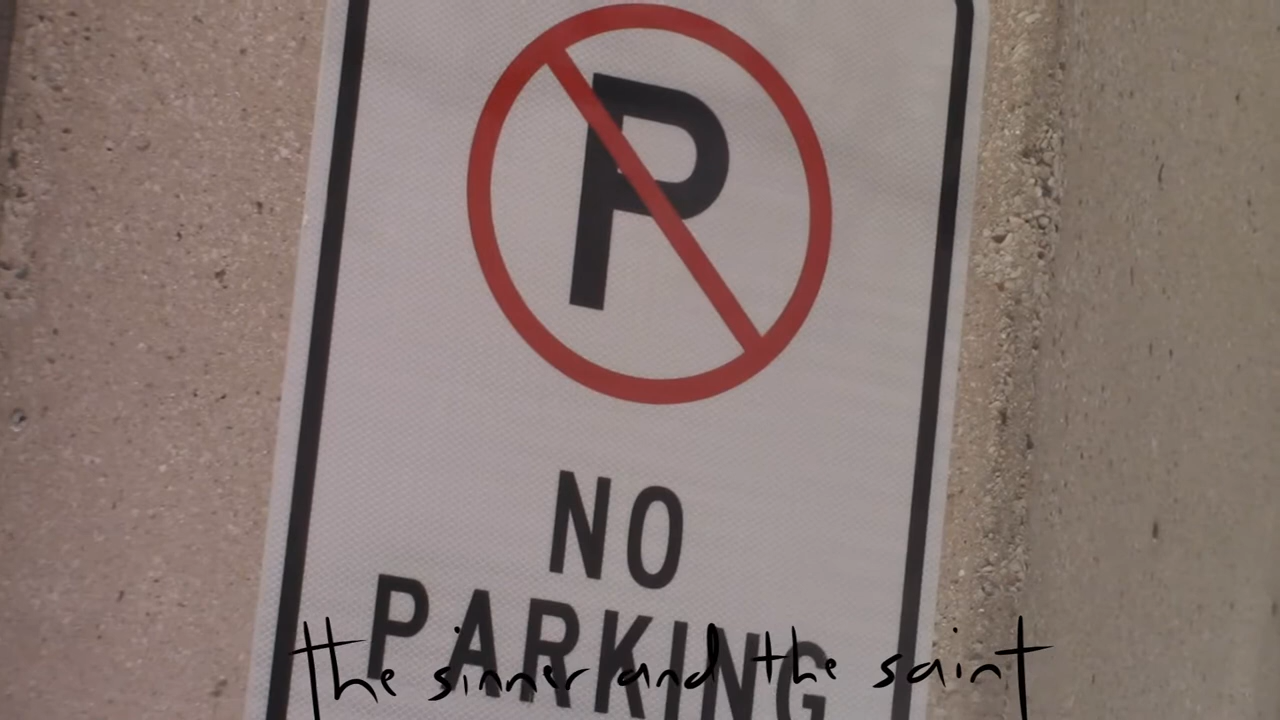 P
NO
PARKING
the sinner and the saint